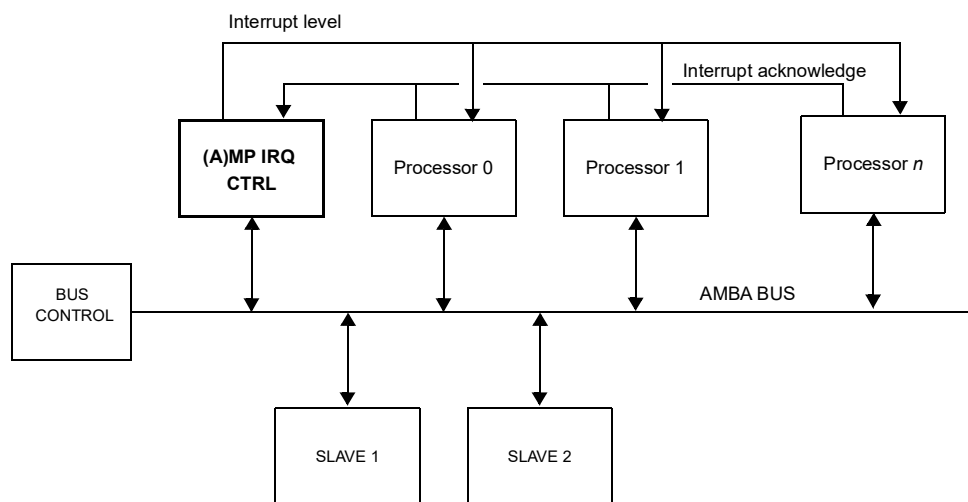 Interrupt level
Interrupt acknowledge
(A)MP IRQ
CTRL
Processor 0
Processor 1
Processor n
BUS
CONTROL
AMBA BUS
SLAVE 1
SLAVE 2